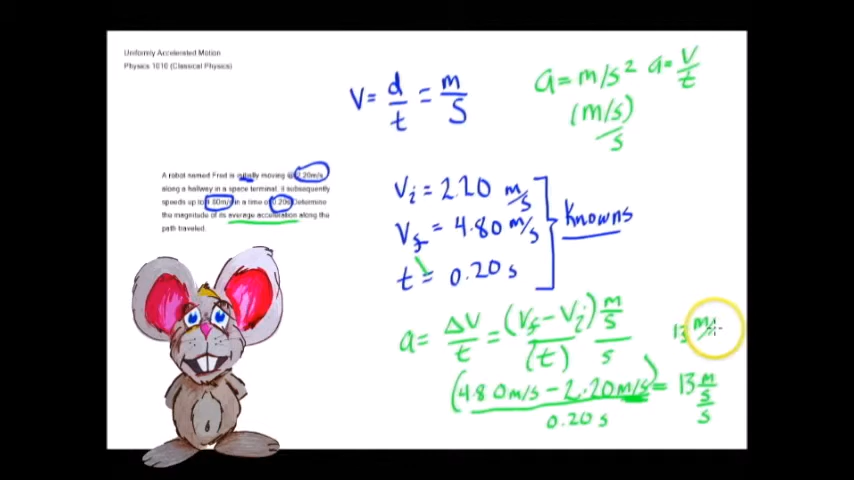 Uniformly Accelerated Motion
Physics 1010 (Classical Physics)
V = d/t = m/s
a = m/s² a = V/t
(m/s)/s
A robot named Fred is initially moving @ 2.20m/s
along a hallway in a space terminal. It subsequently
speeds up to 4.80m/s in a time of 0.20s Determine
the magnitude of its average acceleration along the
path traveled.
Vi = 2.20 m/s
Vf = 4.80 m/s
t = 0.20 s
Knowns
a = ΔV/t = (Vf - Vi)/(t) m/s/s
13 m/
(4.80m/s - 2.20m/s)/0.20s = 13 m/s/s